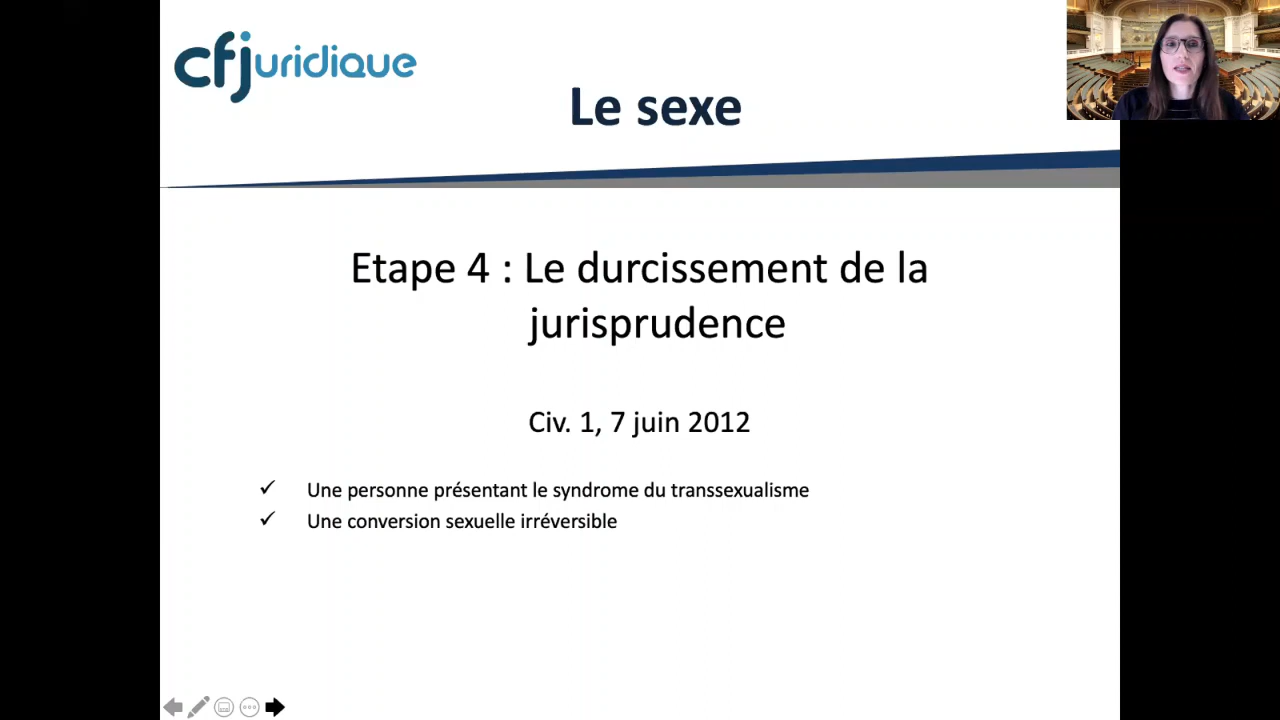 cfjuridique
Le sexe
Etape 4 : Le durcissement de la
jurisprudence
Civ. 1, 7 juin 2012
✓ Une personne présentant le syndrome du transsexualisme
✓ Une conversion sexuelle irréversible